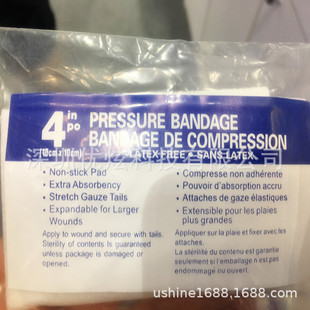 4 in po
PRESSURE BANDAGE
BANDAGE DE COMPRESSION
(10cm x 10cm)
LATEX FREE • SANS LATEX
• Non-stick Pad
• Extra Absorbency
• Stretch Gauze Tails
• Expandable for Larger
Wounds
Apply to wound and secure with tails.
Sterility of contents is guaranteed
unless package is damaged or
opened.
• Compresse non adhérente
• Pouvoir d'absorption accru
• Attaches de gaze élastiques
• Extensible pour les plaies
plus grandes
Appliquer sur la plaie et fixer avec les
attaches.
La stérilité du contenu est garantie
seulement si l'emballage n'est pas
endommagé ou ouvert.
ushine1688.1688.com